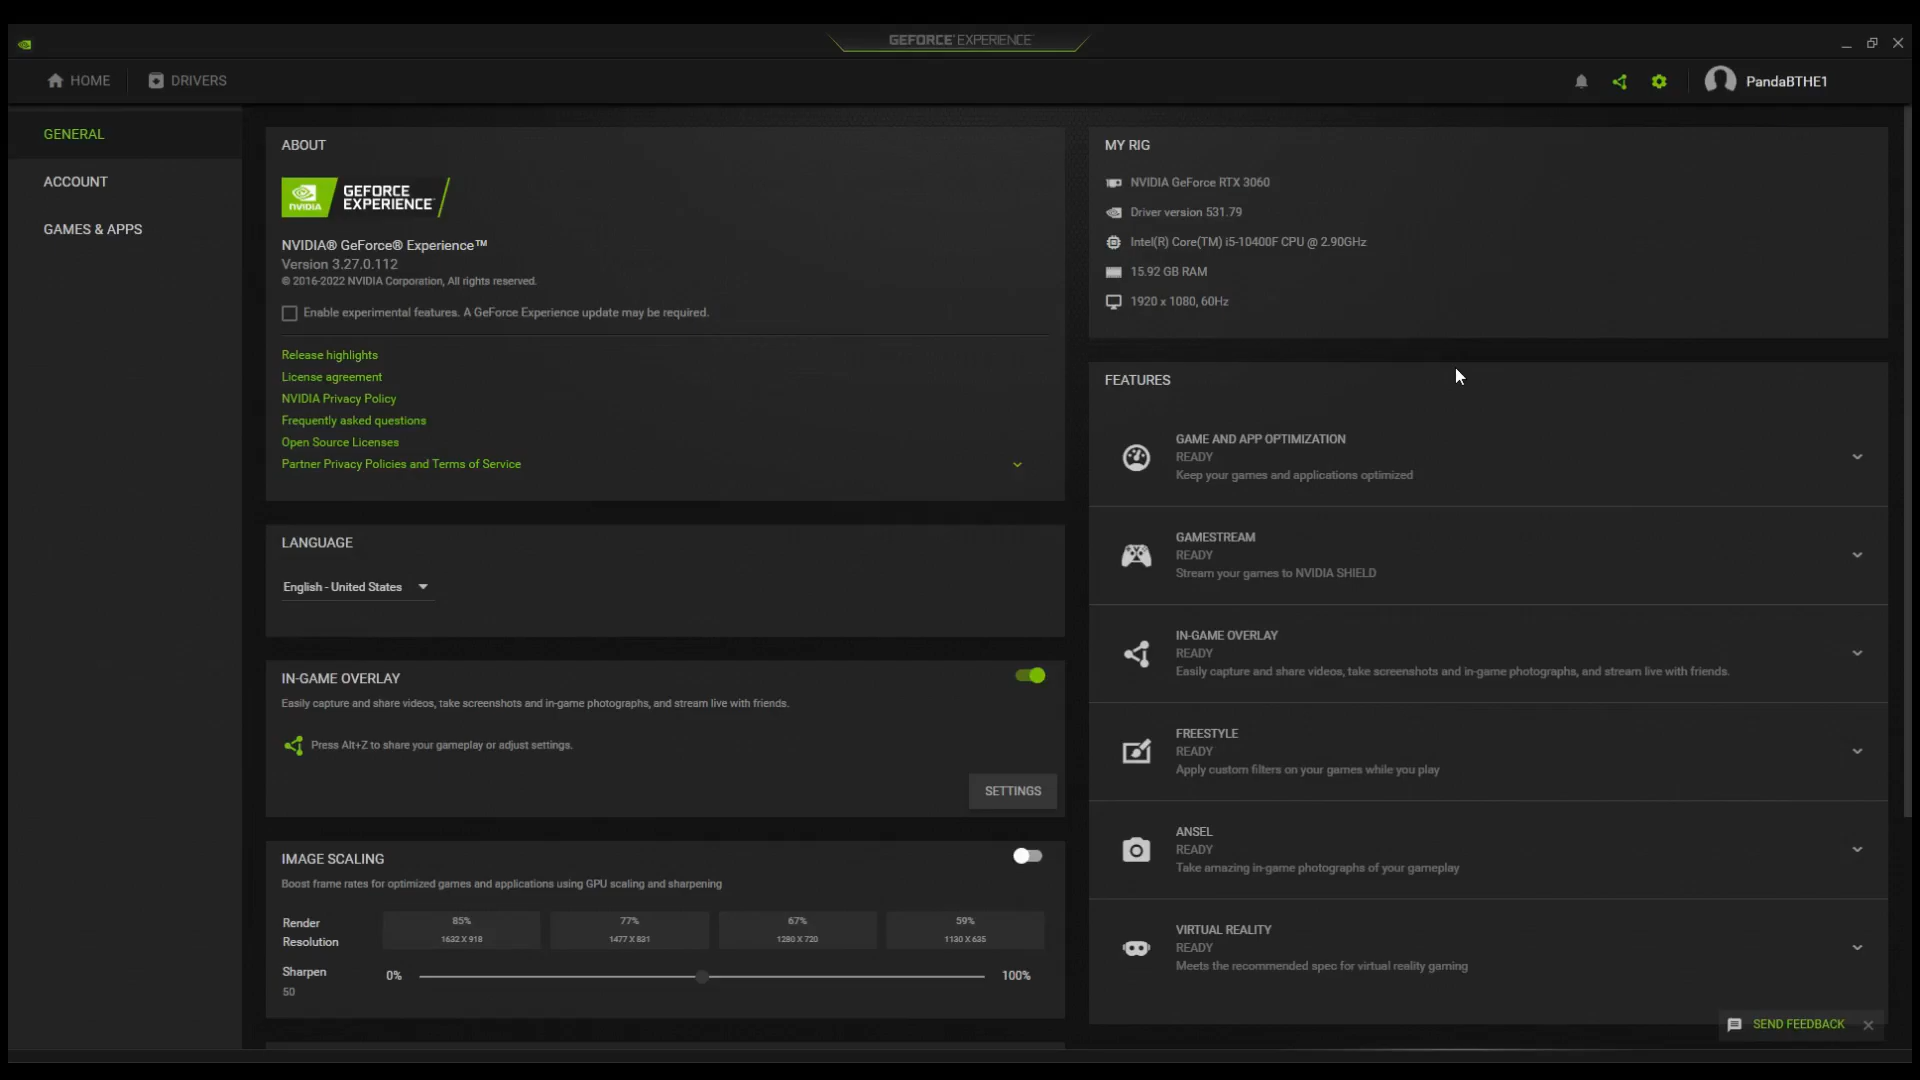 GEFORCE EXPERIENCE
HOME
DRIVERS
PandaBTHE1
GENERAL
ACCOUNT
GAMES & APPS
ABOUT
NVIDIA
GEFORCE
EXPERIENCE
NVIDIA® GeForce® Experience™
Version 3.27.0.112
© 2016-2022 NVIDIA Corporation, All rights reserved.
Enable experimental features. A GeForce Experience update may be required.
Release highlights
License agreement
NVIDIA Privacy Policy
Frequently asked questions
Open Source Licenses
Partner Privacy Policies and Terms of Service
LANGUAGE
English - United States
IN-GAME OVERLAY
Easily capture and share videos, take screenshots and in-game photographs, and stream live with friends.
Press Alt+Z to share your gameplay or adjust settings.
SETTINGS
IMAGE SCALING
Boost frame rates for optimized games and applications using GPU scaling and sharpening
Render
Resolution
85%
1632 X 918
77%
1477 X 831
67%
1280 X 720
59%
1130 X 635
Sharpen
50
0%
100%
MY RIG
NVIDIA GeForce RTX 3060
Driver version 531.79
Intel(R) Core(TM) i5-10400F CPU @ 2.90GHz
15.92 GB RAM
1920 x 1080, 60Hz
FEATURES
GAME AND APP OPTIMIZATION
READY
Keep your games and applications optimized
GAMESTREAM
READY
Stream your games to NVIDIA SHIELD
IN-GAME OVERLAY
READY
Easily capture and share videos, take screenshots and in-game photographs, and stream live with friends.
FREESTYLE
READY
Apply custom filters on your games while you play
ANSEL
READY
Take amazing in-game photographs of your gameplay
VIRTUAL REALITY
READY
Meets the recommended spec for virtual reality gaming
SEND FEEDBACK